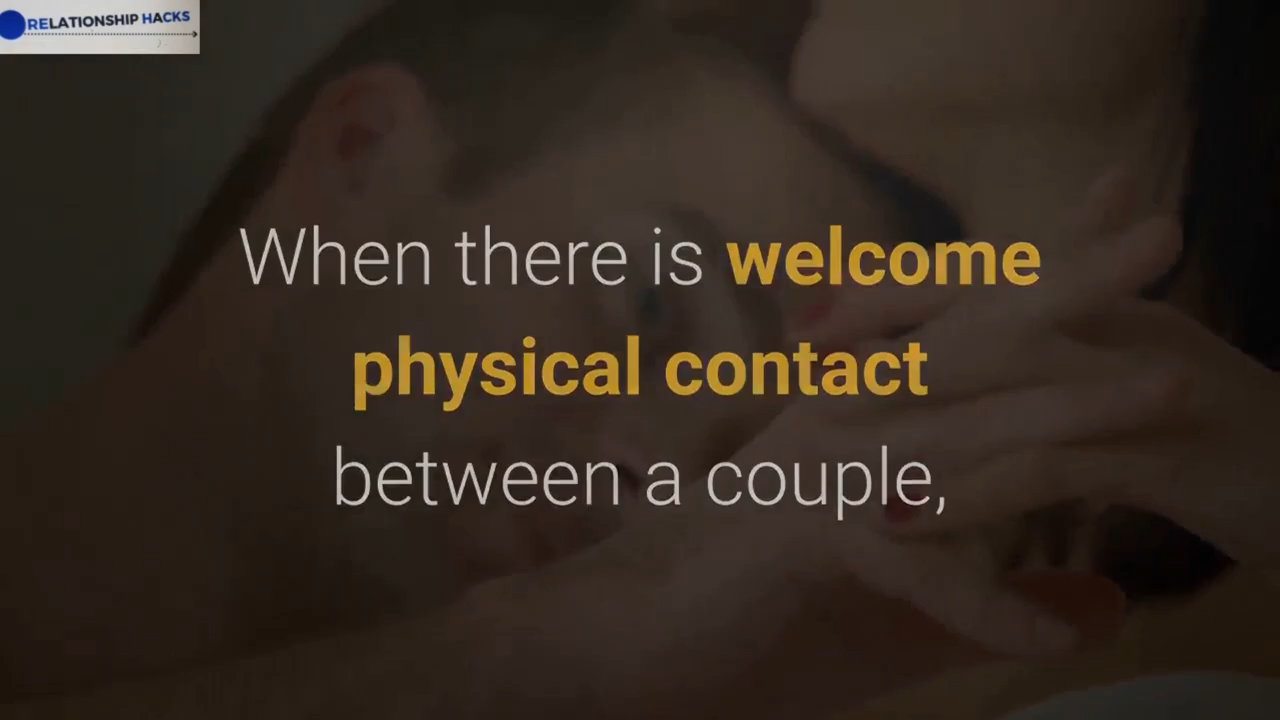 RELATIONSHIP HACKS
When there is welcome
physical contact
between a couple,